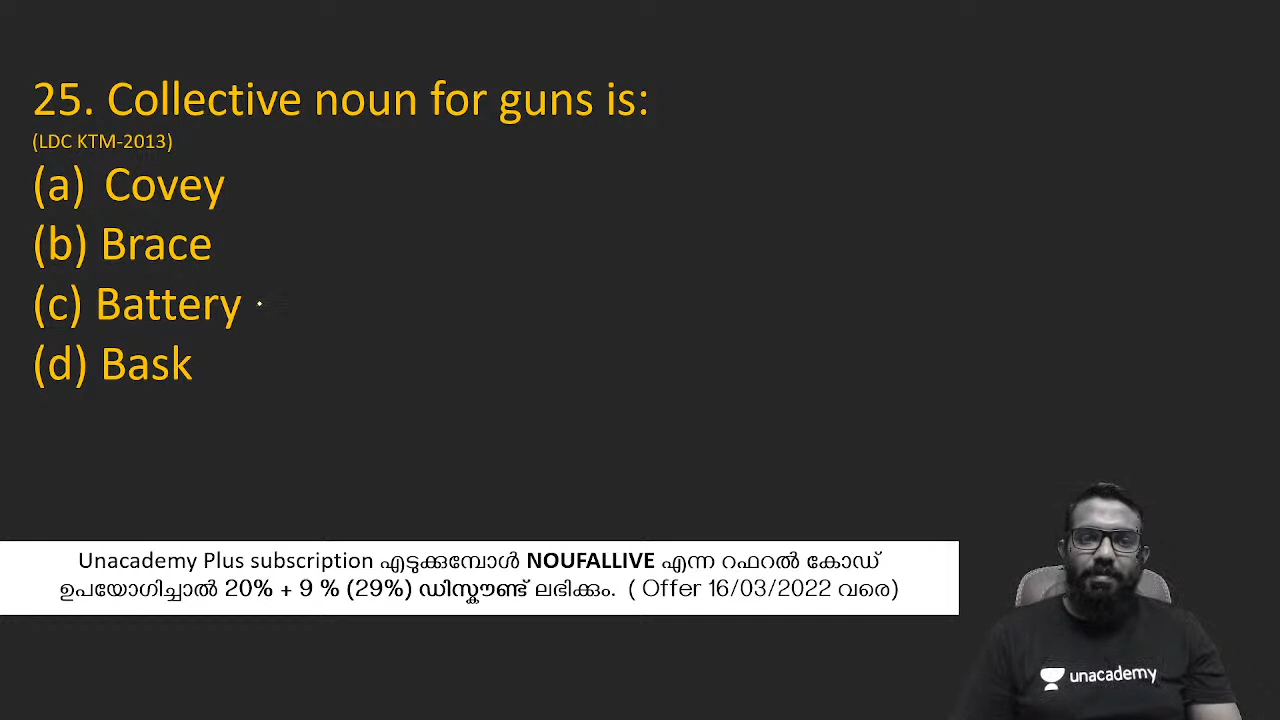 25. Collective noun for guns is:
(LDC KTM-2013)
(a) Covey
(b) Brace
(c) Battery
(d) Bask
Unacademy Plus subscription എടുക്കുമ്പോൾ NOUFALLIVE എന്ന റഫറൽ കോഡ്
ഉപയോഗിച്ചാൽ 20% + 9 % (29%) ഡിസ്കൗണ്ട് ലഭിക്കും. ( Offer 16/03/2022 വരെ)
unacademy